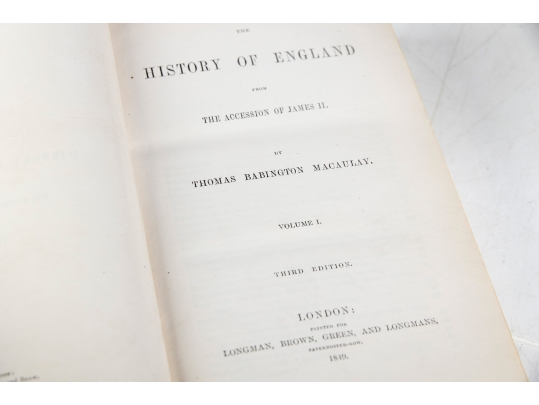 THE
HISTORY OF ENGLAND
FROM
THE ACCESSION OF JAMES II.
BY
THOMAS BABINGTON MACAULAY.
VOLUME I.
THIRD EDITION.
LONDON:
PRINTED FOR
LONGMAN, BROWN, GREEN, AND LONGMANS,
PATERNOSTER-ROW.
1849.